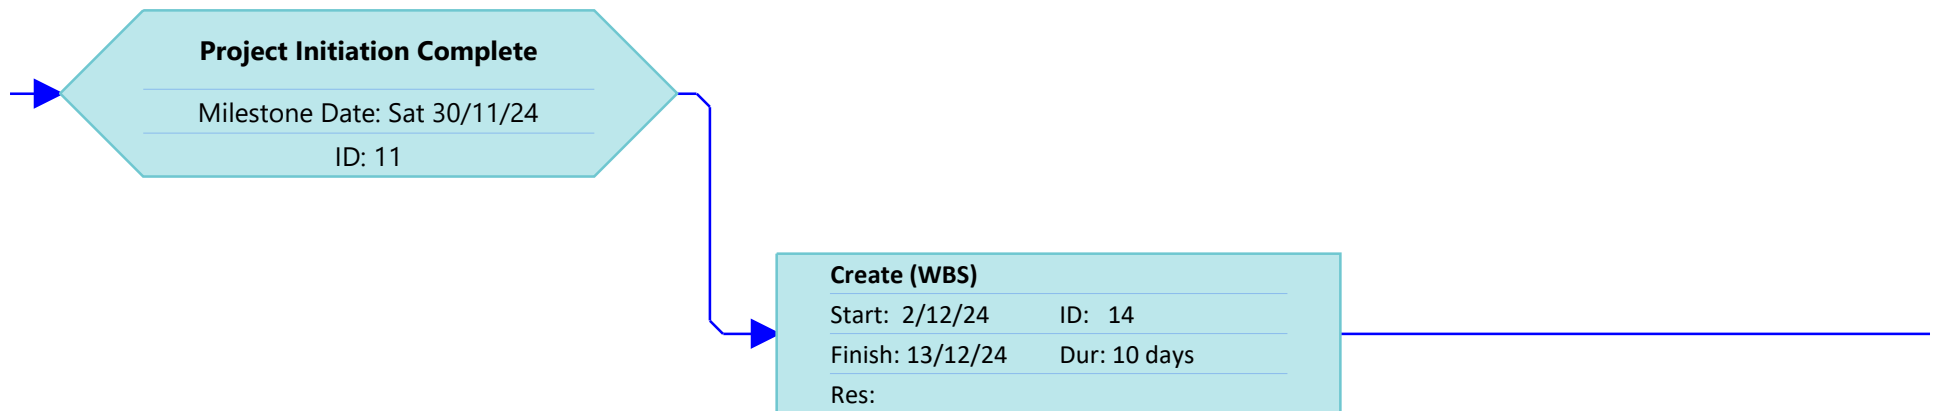 Project Initiation Complete
Milestone Date: Sat 30/11/24
ID: 11
Create (WBS)
Start: 2/12/24 ID: 14
Finish: 13/12/24 Dur: 10 days
Res: